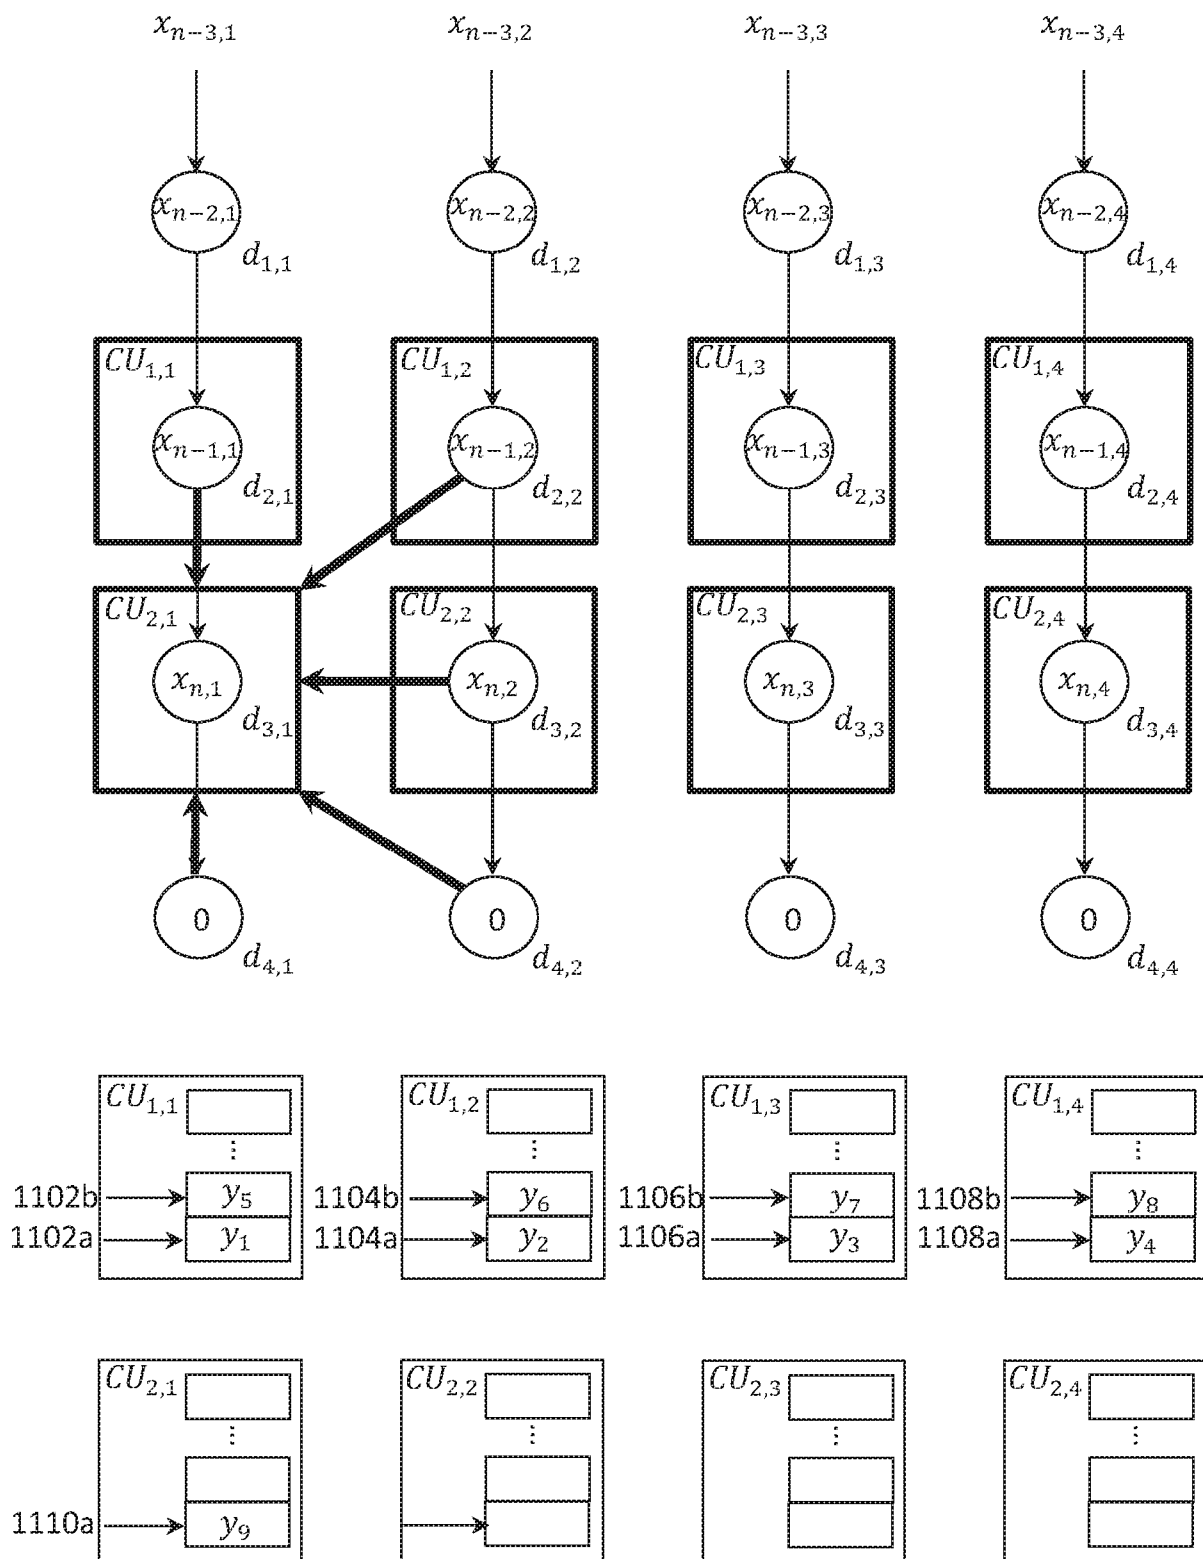 x_{n-3,1} x_{n-3,2} x_{n-3,3} x_{n-3,4}
x_{n-2,1} x_{n-2,2} x_{n-2,3} x_{n-2,4}
d_{1,1} d_{1,2} d_{1,3} d_{1,4}
CU_{1,1} CU_{1,2} CU_{1,3} CU_{1,4}
x_{n-1,1} x_{n-1,2} x_{n-1,3} x_{n-1,4}
d_{2,1} d_{2,2} d_{2,3} d_{2,4}
CU_{2,1} CU_{2,2} CU_{2,3} CU_{2,4}
x_{n,1} x_{n,2} x_{n,3} x_{n,4}
d_{3,1} d_{3,2} d_{3,3} d_{3,4}
0 0 0 0
d_{4,1} d_{4,2} d_{4,3} d_{4,4}
CU_{1,1} CU_{1,2} CU_{1,3} CU_{1,4}
⋮ ⋮ ⋮ ⋮
1102b y_5 1104b y_6 1106b y_7 1108b y_8
1102a y_1 1104a y_2 1106a y_3 1108a y_4
CU_{2,1} CU_{2,2} CU_{2,3} CU_{2,4}
⋮ ⋮ ⋮ ⋮
1110a y_9